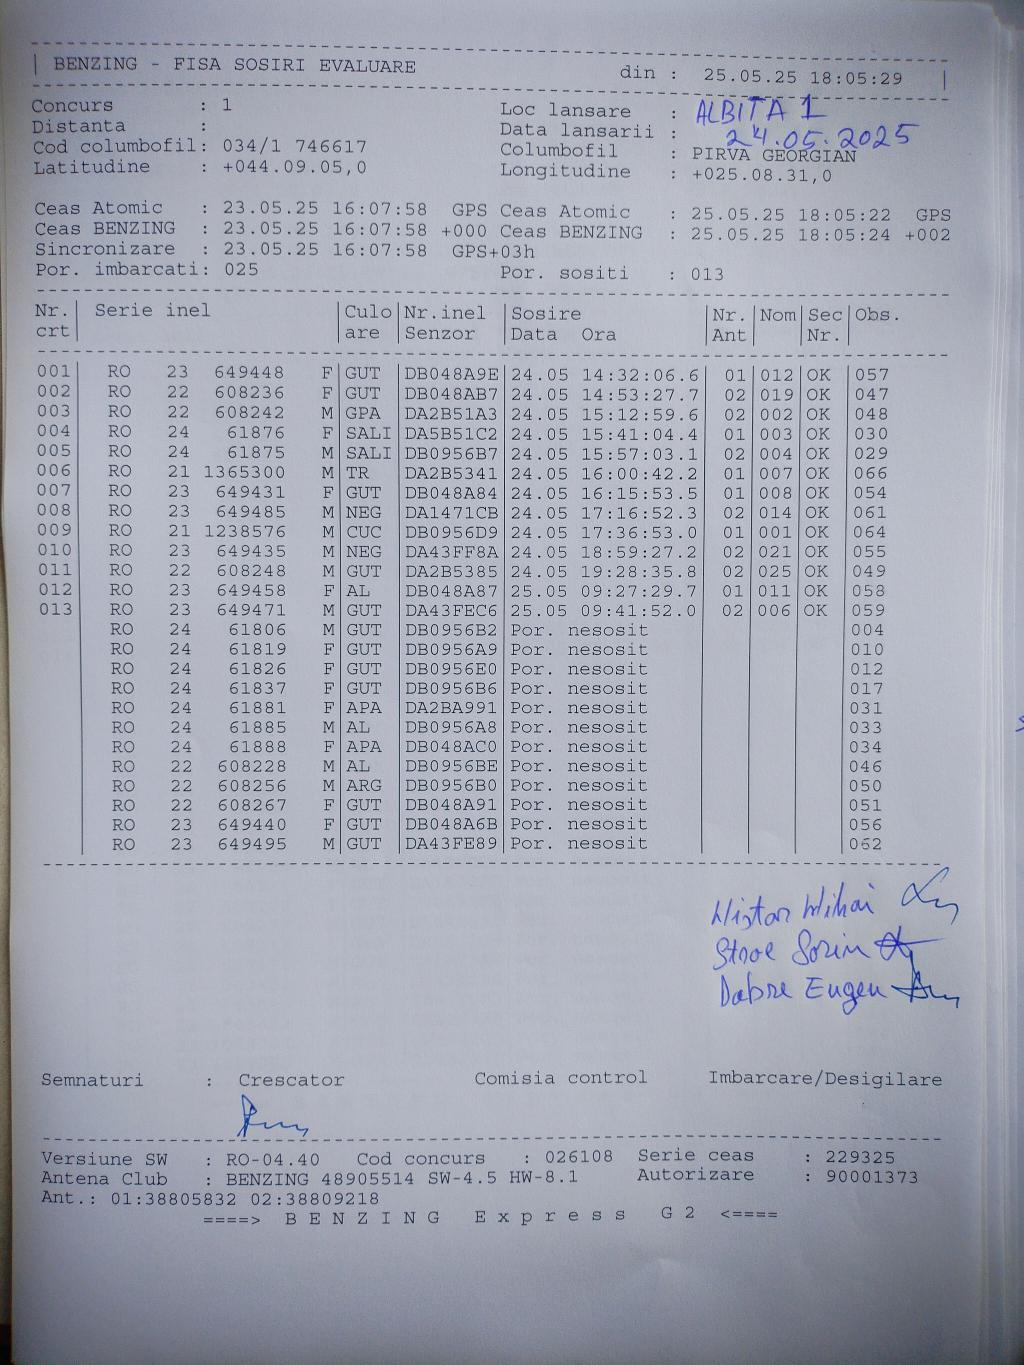 BENZING - FISA SOSIRI EVALUARE din : 25.05.25 18:05:29
Concurs : 1 Loc lansare : ALBITA 1
Distanta : Data lansarii : 24.05.2025
Cod columbofil: 034/1 746617 Columbofil : PIRVA GEORGIAN
Latitudine : +044.09.05,0 Longitudine : +025.08.31,0
Ceas Atomic : 23.05.25 16:07:58 GPS Ceas Atomic : 25.05.25 18:05:22 GPS
Ceas BENZING : 23.05.25 16:07:58 +000 Ceas BENZING : 25.05.25 18:05:24 +002
Sincronizare : 23.05.25 16:07:58 GPS+03h
Por. imbarcati: 025 Por. sositi : 013
Nr. | Serie inel | Culo | Nr.inel | Sosire | Nr. | Nom | Sec | Obs.
crt | | are | Senzor | Data Ora | Ant | | Nr. |
001 | RO 23 649448 F | GUT | DB048A9E | 24.05 14:32:06.6 | 01 | 012 | OK | 057
002 | RO 22 608236 F | GUT | DB048AB7 | 24.05 14:53:27.7 | 02 | 019 | OK | 047
003 | RO 22 608242 M | GPA | DA2B51A3 | 24.05 15:12:59.6 | 02 | 002 | OK | 048
004 | RO 24 61876 F | SALI | DA5B51C2 | 24.05 15:41:04.4 | 01 | 003 | OK | 030
005 | RO 24 61875 M | SALI | DB0956B7 | 24.05 15:57:03.1 | 02 | 004 | OK | 029
006 | RO 21 1365300 M | TR | DA2B5341 | 24.05 16:00:42.2 | 01 | 007 | OK | 066
007 | RO 23 649431 F | GUT | DB048A84 | 24.05 16:15:53.5 | 01 | 008 | OK | 054
008 | RO 23 649485 M | NEG | DA1471CB | 24.05 17:16:52.3 | 02 | 014 | OK | 061
009 | RO 21 1238576 M | CUC | DB0956D9 | 24.05 17:36:53.0 | 01 | 001 | OK | 064
010 | RO 23 649435 M | NEG | DA43FF8A | 24.05 18:59:27.2 | 02 | 021 | OK | 055
011 | RO 22 608248 M | GUT | DA2B5385 | 24.05 19:28:35.8 | 02 | 025 | OK | 049
012 | RO 23 649458 F | AL | DB048A87 | 25.05 09:27:29.7 | 01 | 011 | OK | 058
013 | RO 23 649471 M | GUT | DA43FEC6 | 25.05 09:41:52.0 | 02 | 006 | OK | 059
RO 24 61806 M | GUT | DB0956B2 | Por. nesosit | 004
RO 24 61819 F | GUT | DB0956A9 | Por. nesosit | 010
RO 24 61826 F | GUT | DB0956E0 | Por. nesosit | 012
RO 24 61837 F | GUT | DB0956B6 | Por. nesosit | 017
RO 24 61881 F | APA | DA2BA991 | Por. nesosit | 031
RO 24 61885 M | AL | DB0956A8 | Por. nesosit | 033
RO 24 61888 F | APA | DB048AC0 | Por. nesosit | 034
RO 22 608228 M | AL | DB0956BE | Por. nesosit | 046
RO 22 608256 M | ARG | DB0956B0 | Por. nesosit | 050
RO 22 608267 F | GUT | DB048A91 | Por. nesosit | 051
RO 23 649440 F | GUT | DB048A6B | Por. nesosit | 056
RO 23 649495 M | GUT | DA43FE89 | Por. nesosit | 062
Mihai
Stroe Sorin
Dabre Eugen
Semnaturi : Crescator Comisia control Imbarcare/Desigilare
Versiune SW : RO-04.40 Cod concurs : 026108 Serie ceas : 229325
Antena Club : BENZING 48905514 SW-4.5 HW-8.1 Autorizare : 90001373
Ant.: 01:38805832 02:38809218
====> B E N Z I N G E x p r e s s G 2 <====